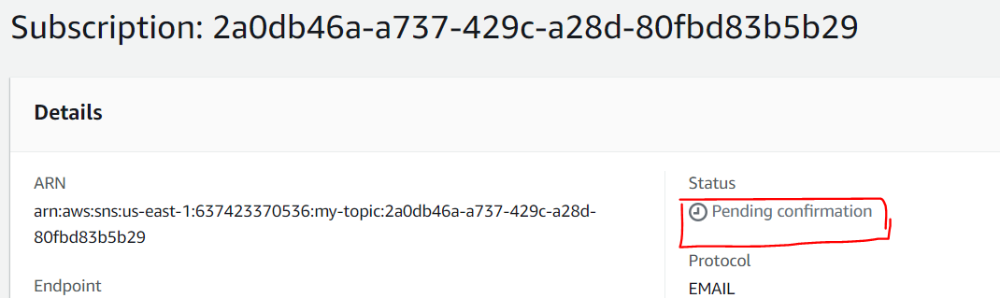 Subscription: 2a0db46a-a737-429c-a28d-80fbd83b5b29
Details
ARN
arn:aws:sns:us-east-1:637423370536:my-topic:2a0db46a-a737-429c-a28d-
80fbd83b5b29
Endpoint
Status
Pending confirmation
Protocol
EMAIL